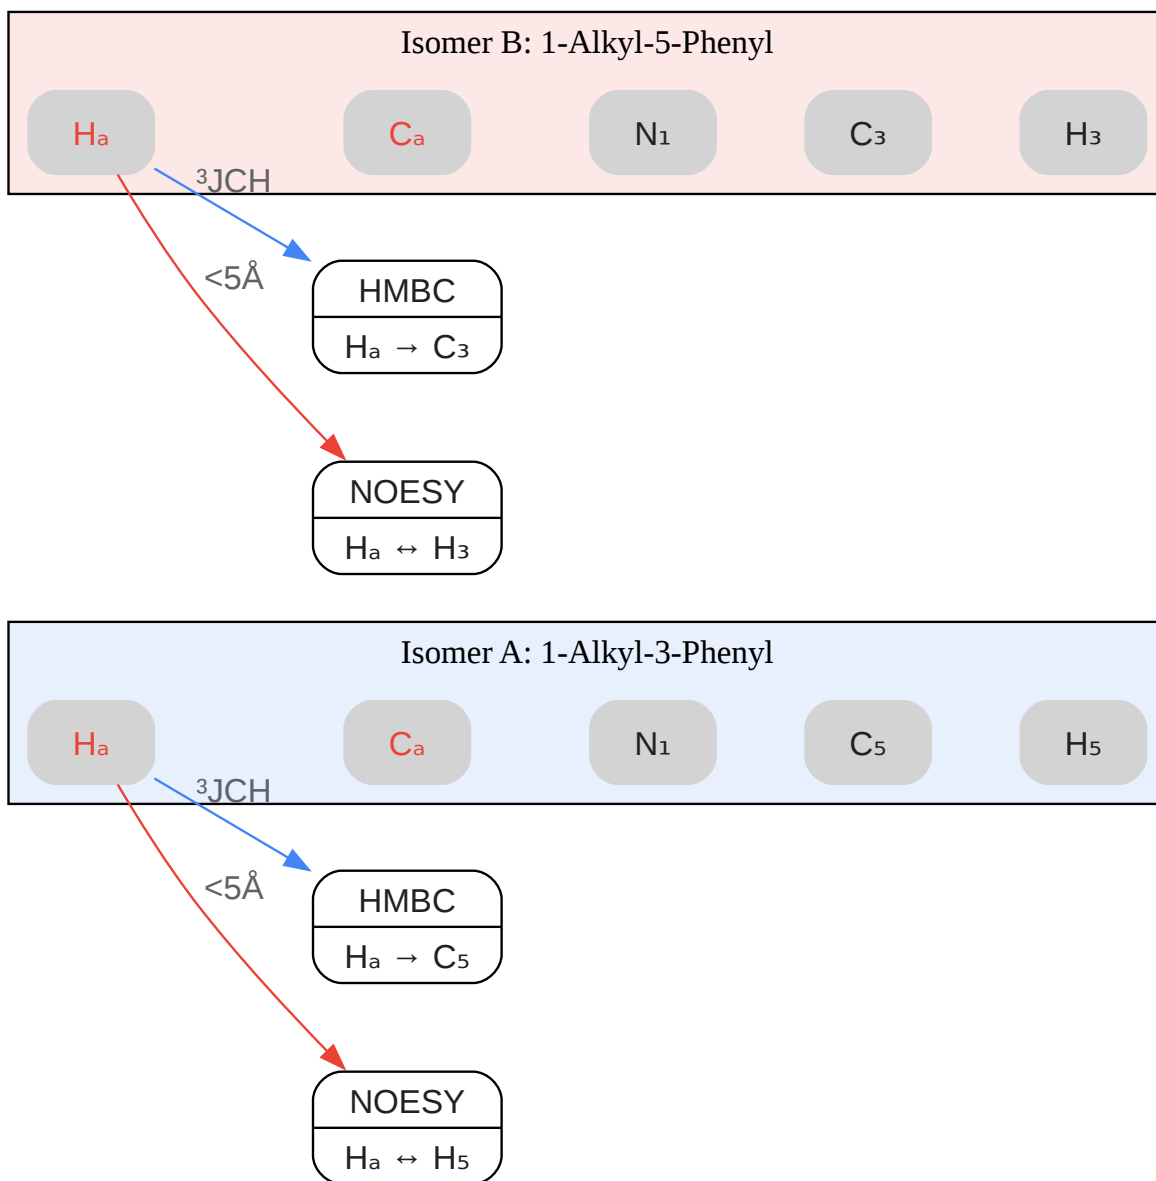 Isomer B: 1-Alkyl-5-Phenyl
Hₐ Cₐ N₁ C₃ H₃
³JCH
<5Å
HMBC
Hₐ → C₃
NOESY
Hₐ ↔ H₃
Isomer A: 1-Alkyl-3-Phenyl
Hₐ Cₐ N₁ C₅ H₅
³JCH
<5Å
HMBC
Hₐ → C₅
NOESY
Hₐ ↔ H₅